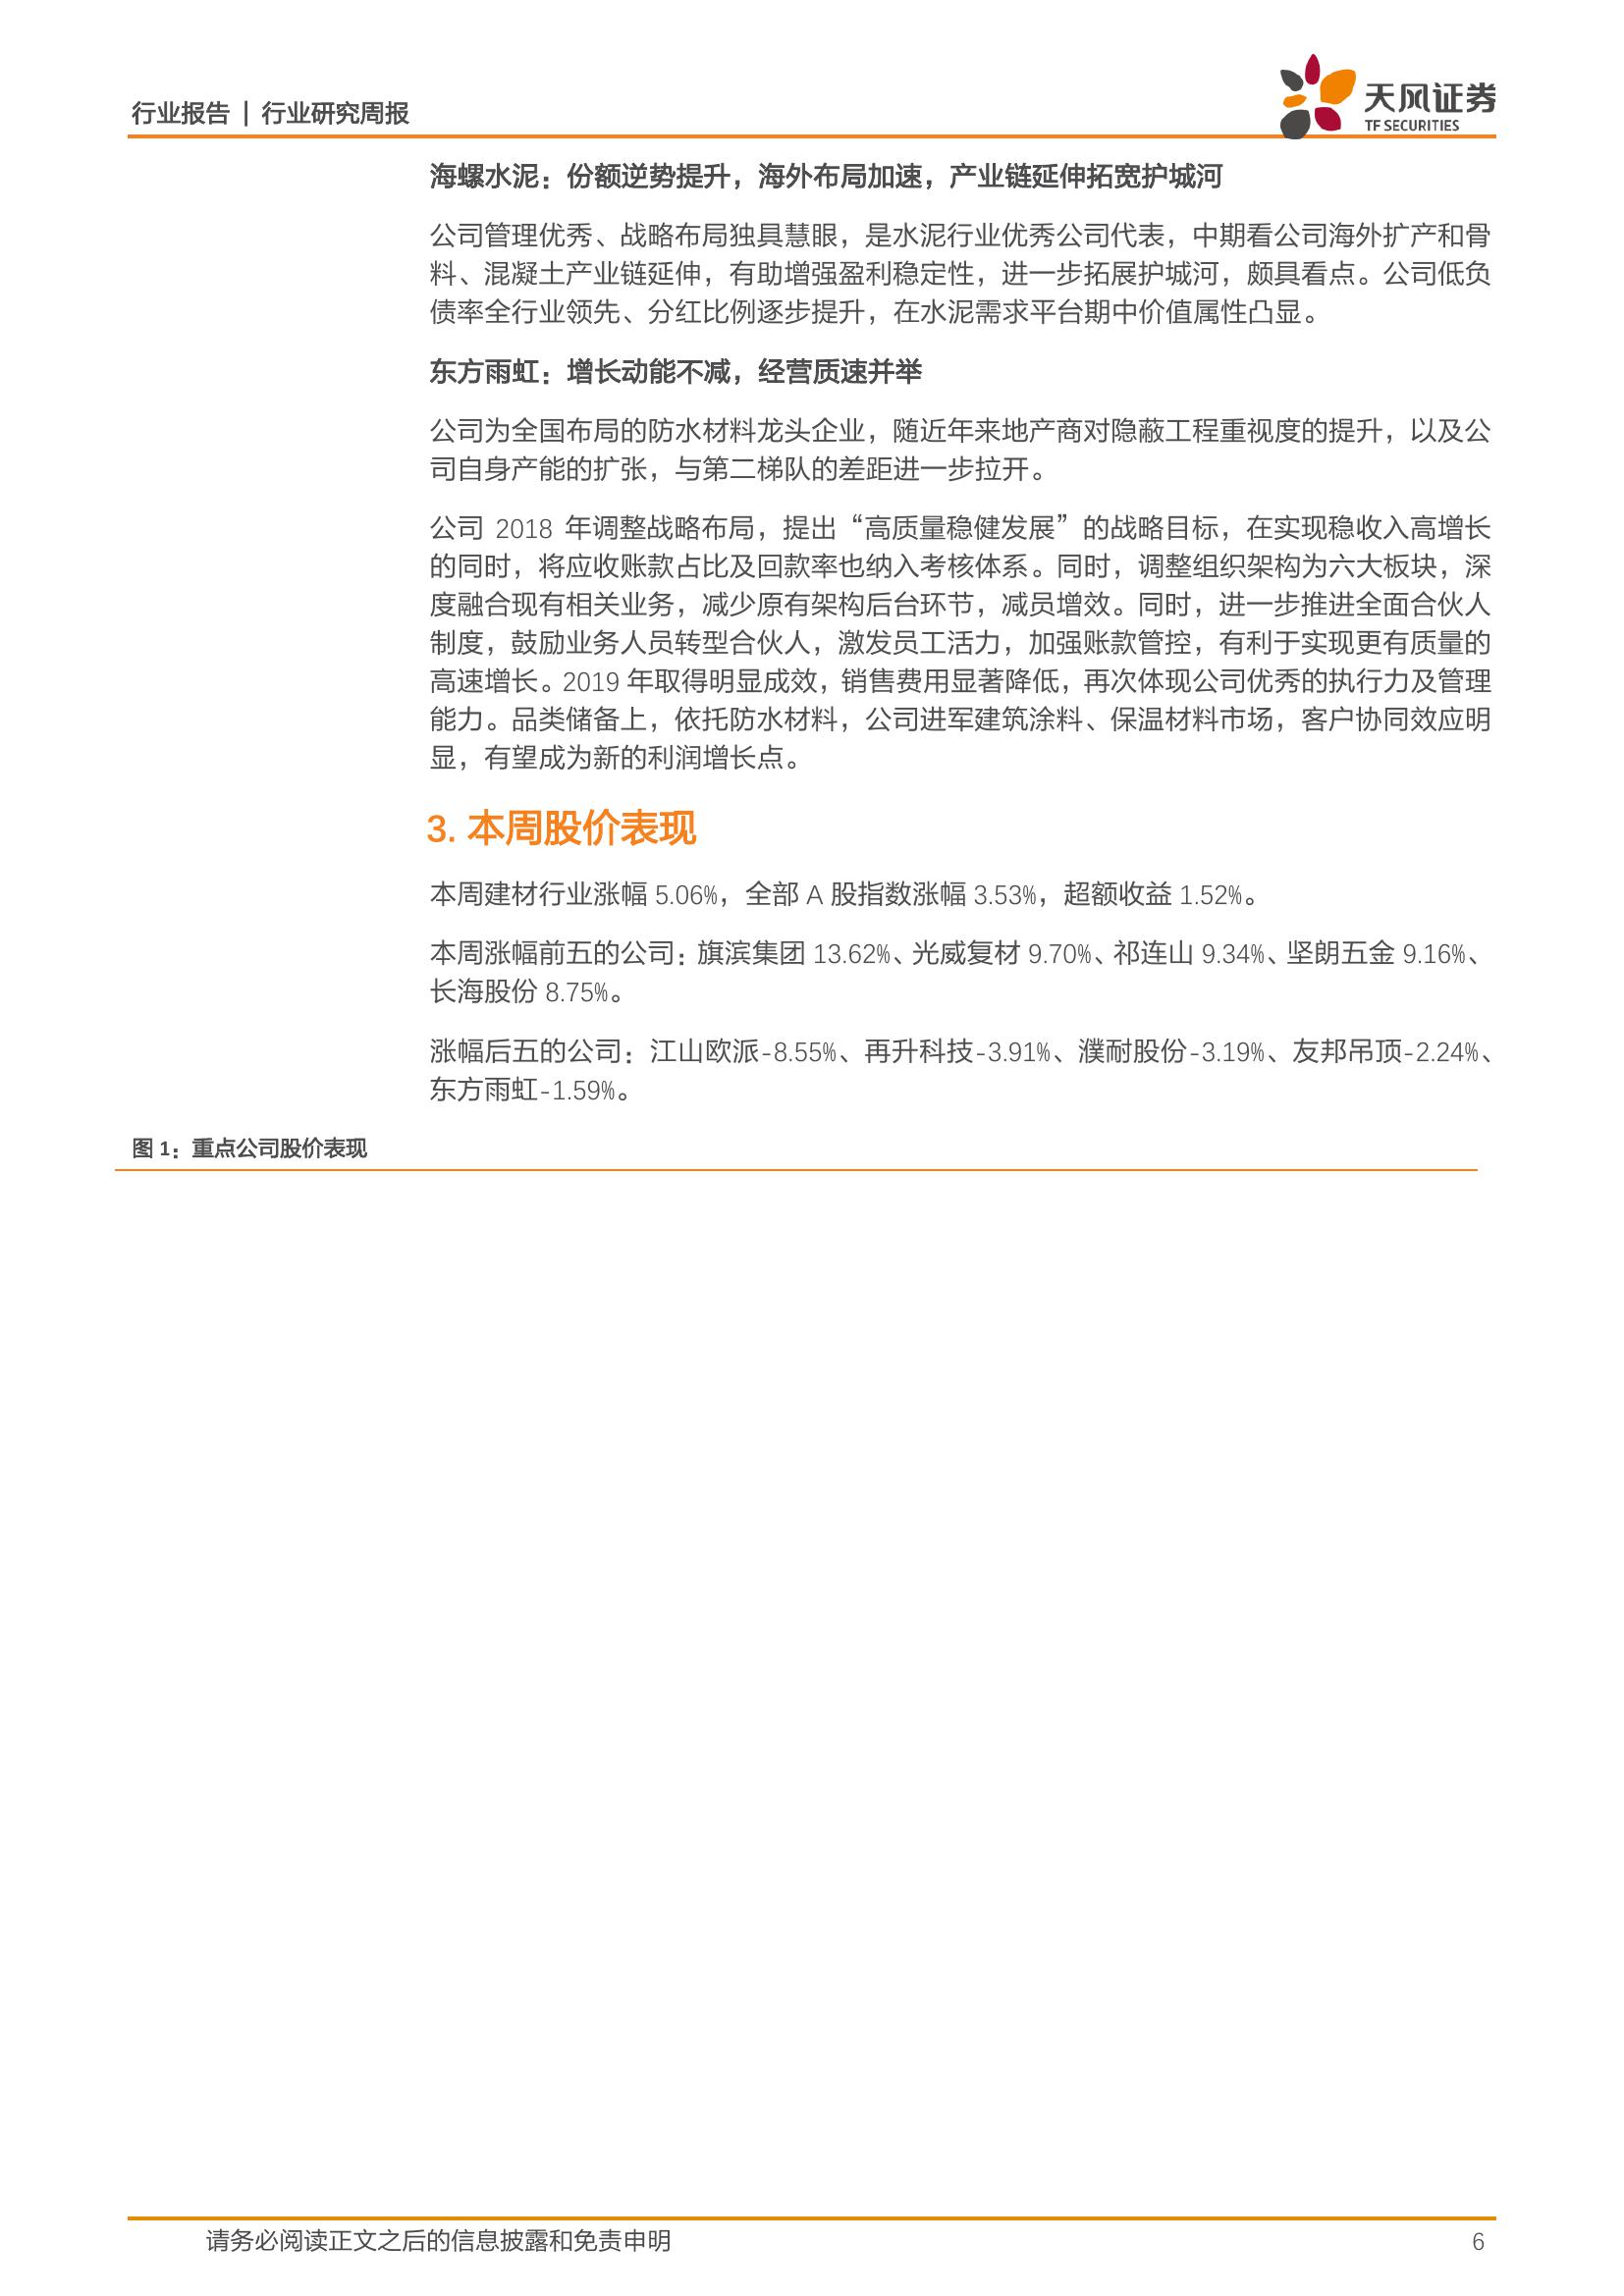 行业报告 | 行业研究周报
天风证券
TF SECURITIES
海螺水泥：份额逆势提升，海外布局加速，产业链延伸拓宽护城河
公司管理优秀、战略布局独具慧眼，是水泥行业优秀公司代表，中期看公司海外扩产和骨
料、混凝土产业链延伸，有助增强盈利稳定性，进一步拓展护城河，颇具看点。公司低负
债率全行业领先、分红比例逐步提升，在水泥需求平台期中价值属性凸显。
东方雨虹：增长动能不减，经营质速并举
公司为全国布局的防水材料龙头企业，随近年来地产商对隐蔽工程重视度的提升，以及公
司自身产能的扩张，与第二梯队的差距进一步拉开。
公司 2018 年调整战略布局，提出“高质量稳健发展”的战略目标，在实现稳收入高增长
的同时，将应收账款占比及回款率也纳入考核体系。同时，调整组织架构为六大板块，深
度融合现有相关业务，减少原有架构后台环节，减员增效。同时，进一步推进全面合伙人
制度，鼓励业务人员转型合伙人，激发员工活力，加强账款管控，有利于实现更有质量的
高速增长。2019 年取得明显成效，销售费用显著降低，再次体现公司优秀的执行力及管理
能力。品类储备上，依托防水材料，公司进军建筑涂料、保温材料市场，客户协同效应明
显，有望成为新的利润增长点。
3. 本周股价表现
本周建材行业涨幅 5.06%，全部 A 股指数涨幅 3.53%，超额收益 1.52%。
本周涨幅前五的公司：旗滨集团 13.62%、光威复材 9.70%、祁连山 9.34%、坚朗五金 9.16%、
长海股份 8.75%。
涨幅后五的公司：江山欧派-8.55%、再升科技-3.91%、濮耐股份-3.19%、友邦吊顶-2.24%、
东方雨虹-1.59%。
图 1：重点公司股价表现
请务必阅读正文之后的信息披露和免责申明
6